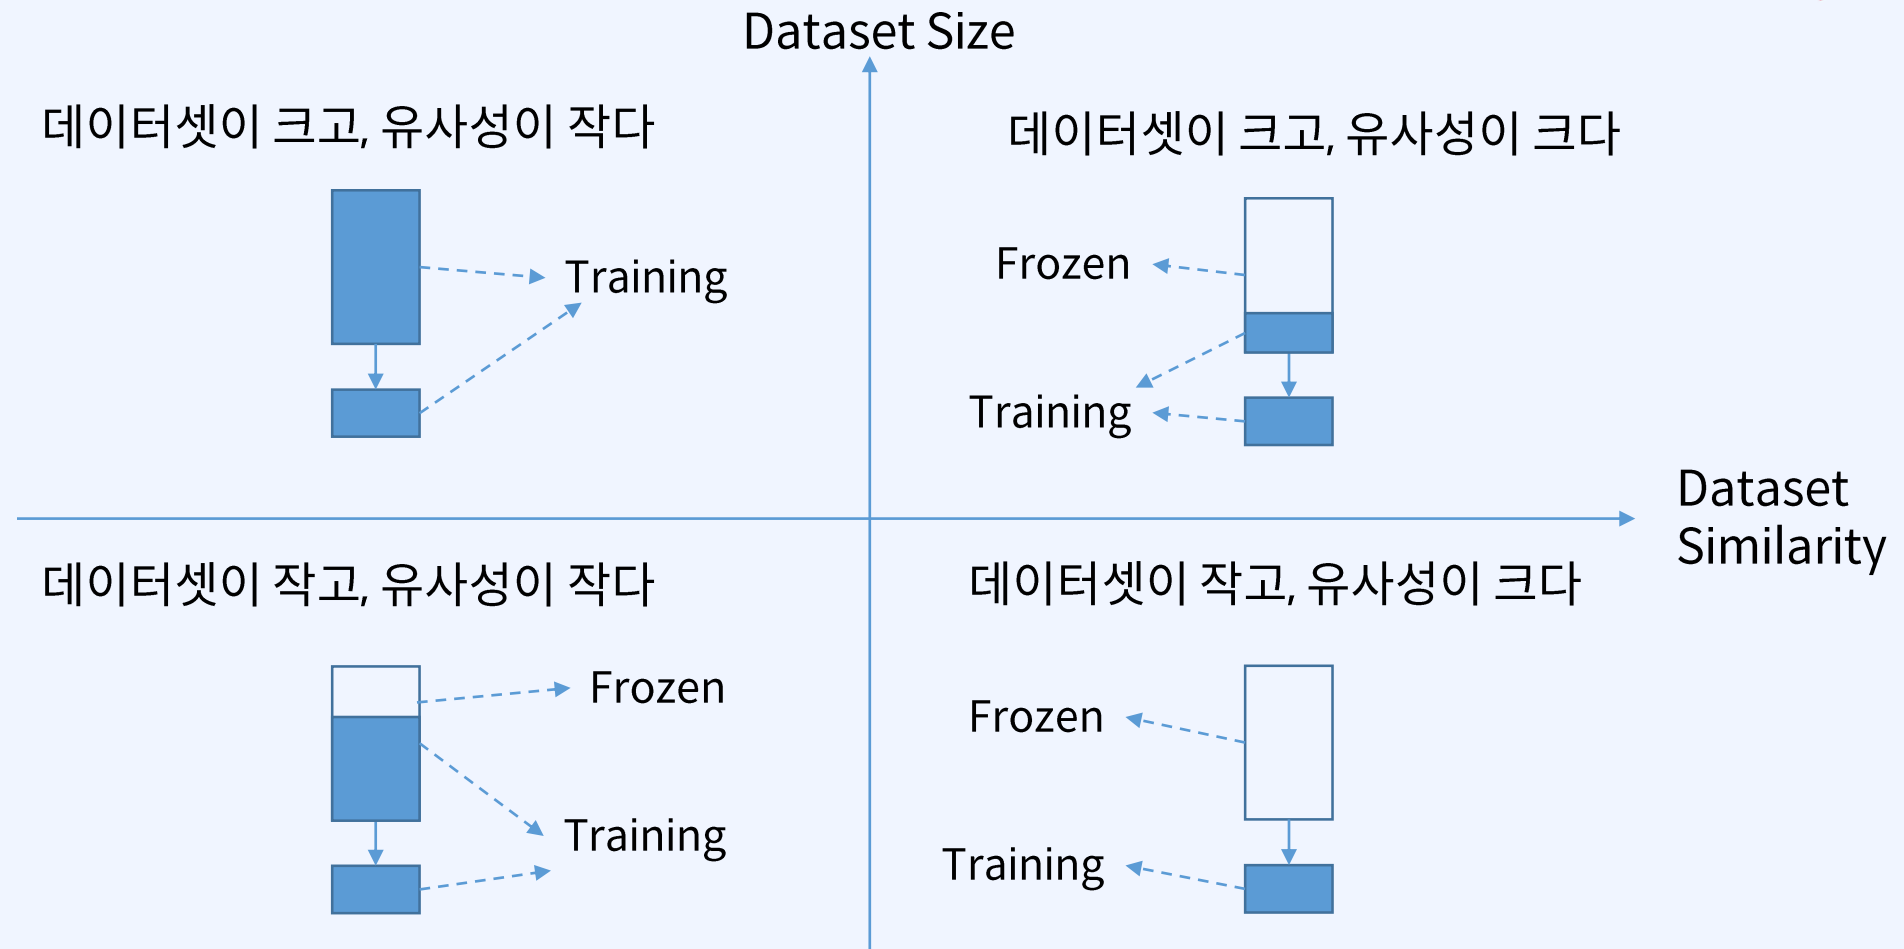 Dataset Size
데이터셋이 크고, 유사성이 작다
Training
데이터셋이 크고, 유사성이 크다
Frozen
Training
Dataset
Similarity
데이터셋이 작고, 유사성이 작다
Frozen
Training
데이터셋이 작고, 유사성이 크다
Frozen
Training